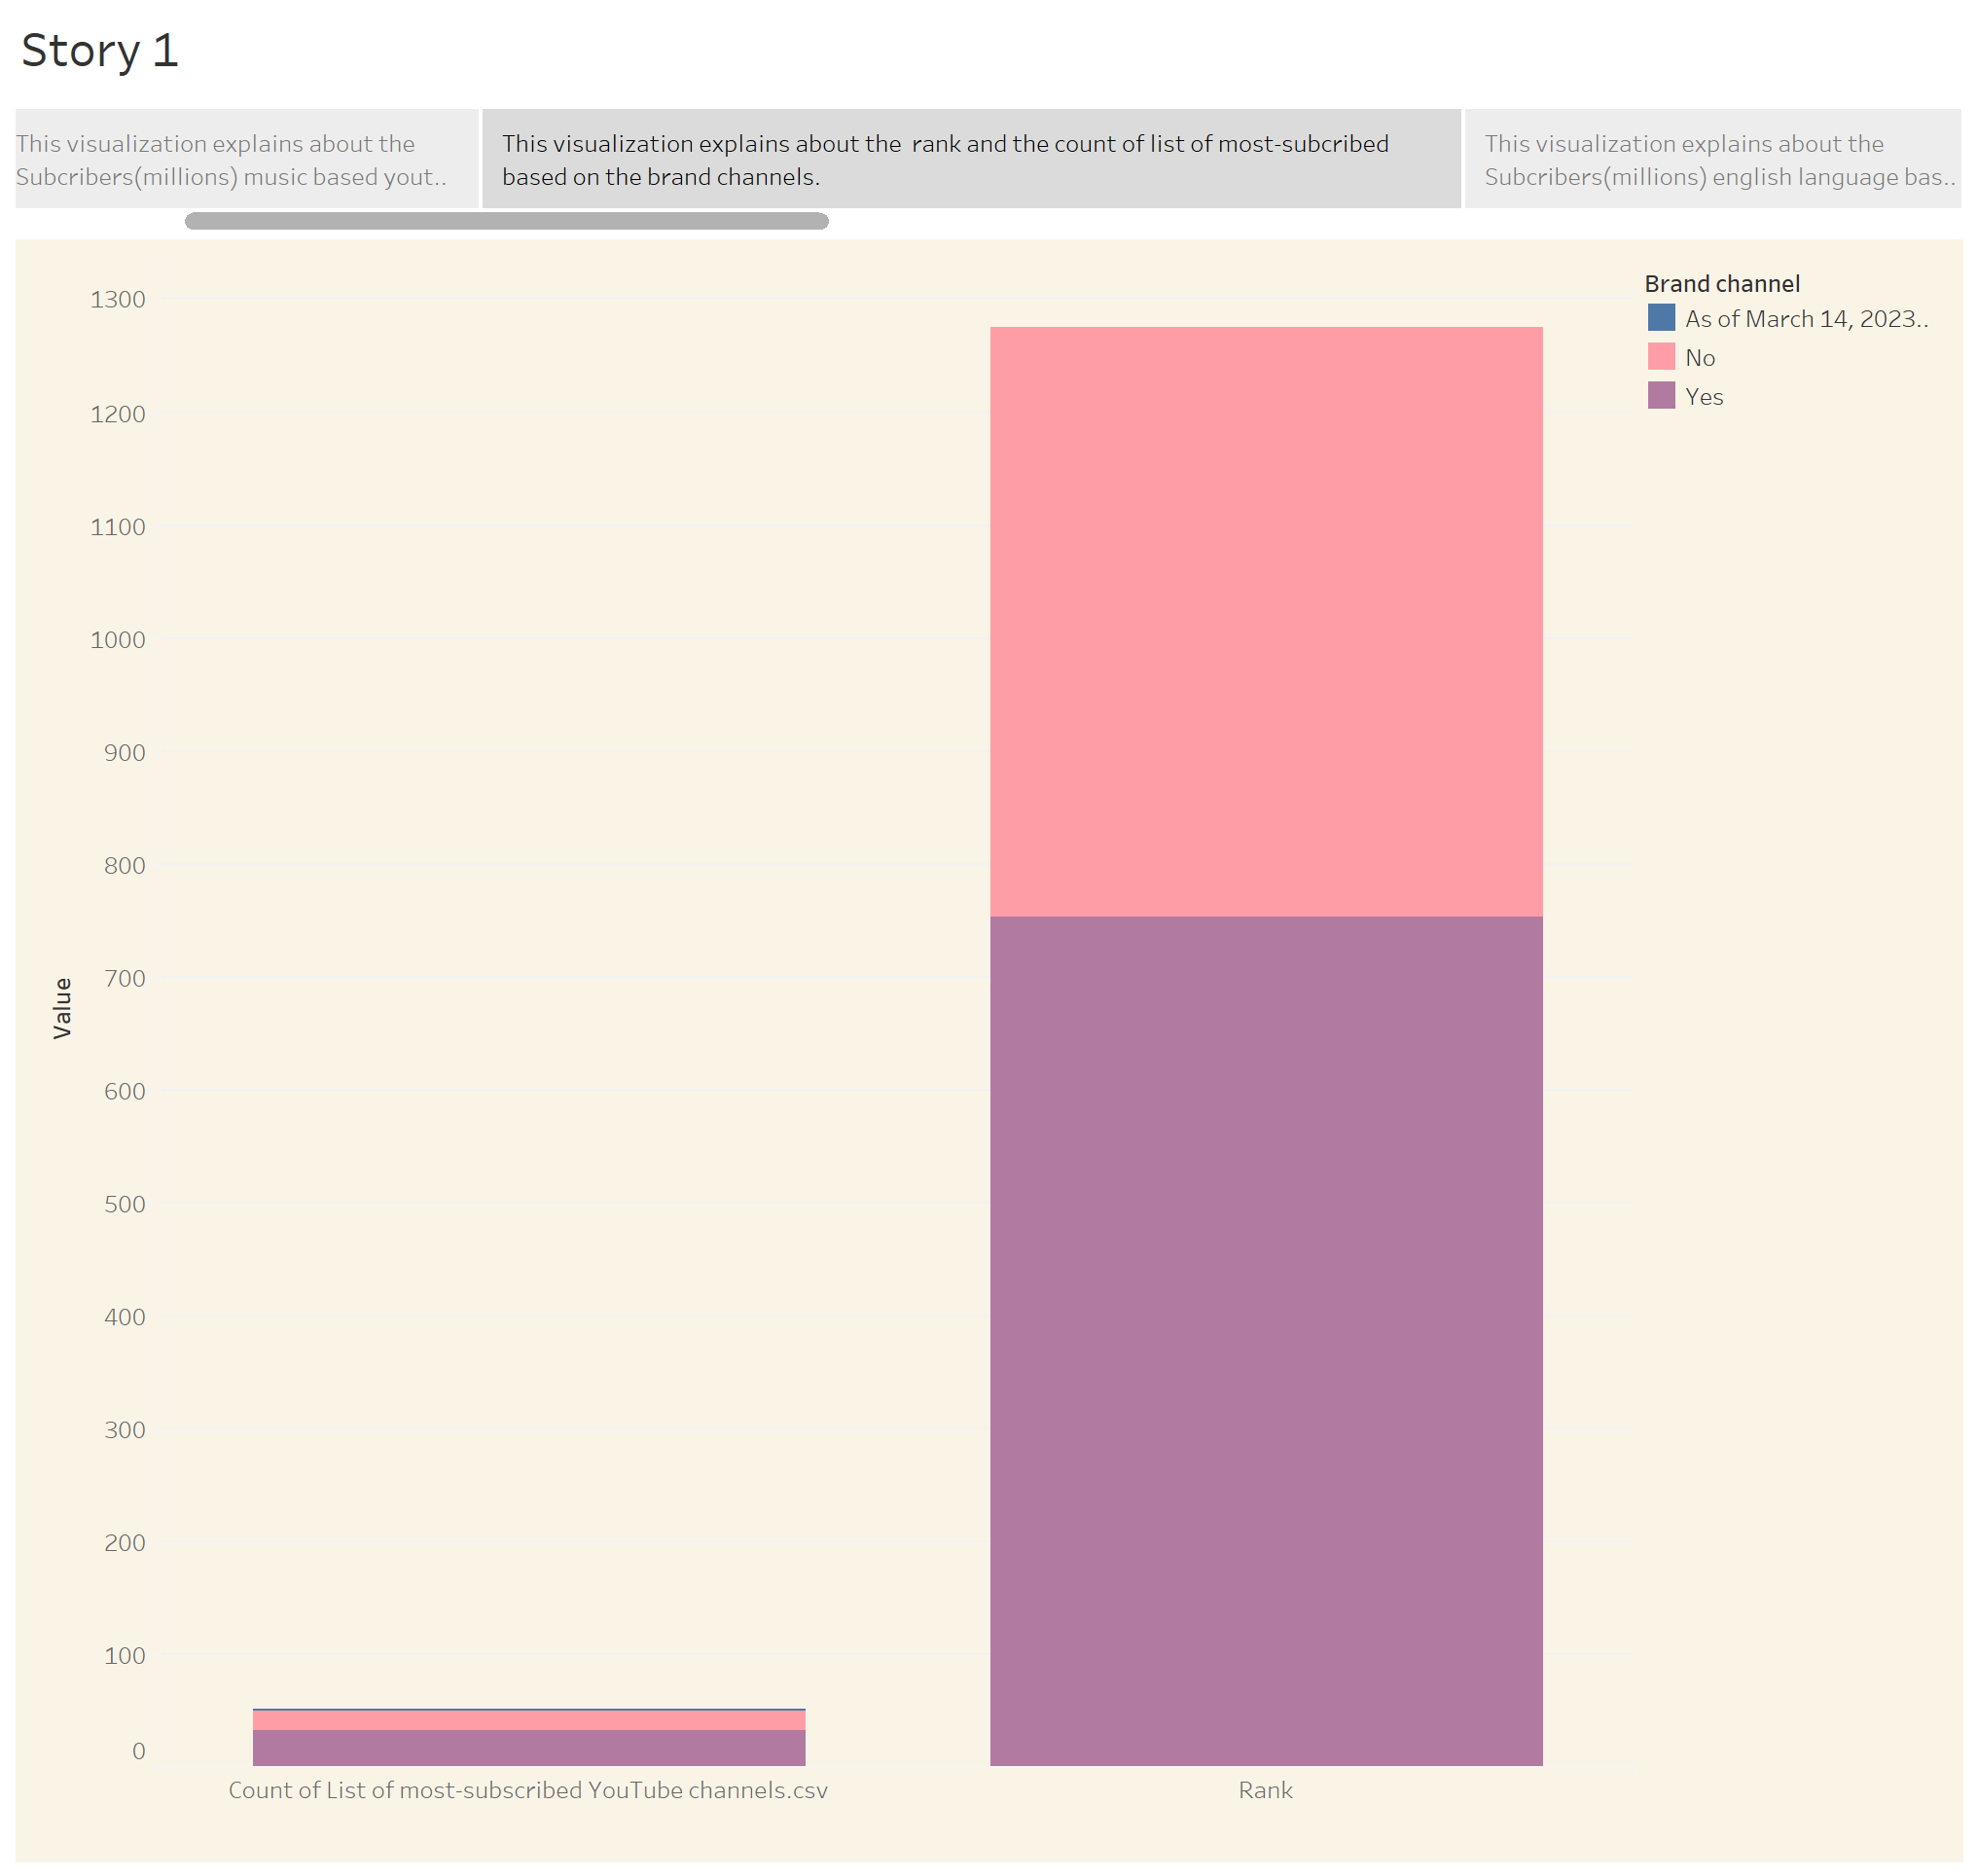 Story 1
This visualization explains about the
Subcribers(millions) music based yout..
This visualization explains about the  rank and the count of list of most-subcribed
based on the brand channels.
This visualization explains about the
Subcribers(millions) english language bas..
Brand channel
As of March 14, 2023..
No
Yes
1300
1200
1100
1000
900
800
700
600
500
400
300
200
100
0
Value
Count of List of most-subscribed YouTube channels.csv
Rank